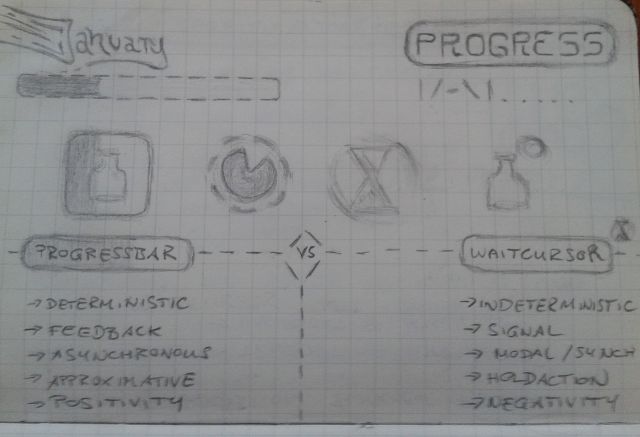 January
PROGRESS
|/-\|......
PROGRESSBAR
VS
WAITCURSOR
→ DETERMINISTIC
→ FEEDBACK
→ ASYNCHRONOUS
→ APPROXIMATIVE
→ POSITIVITY
→ INDETERMINISTIC
→ SIGNAL
→ MODAL/SYNCH
→ HOLDACTION
→ NEGATIVITY